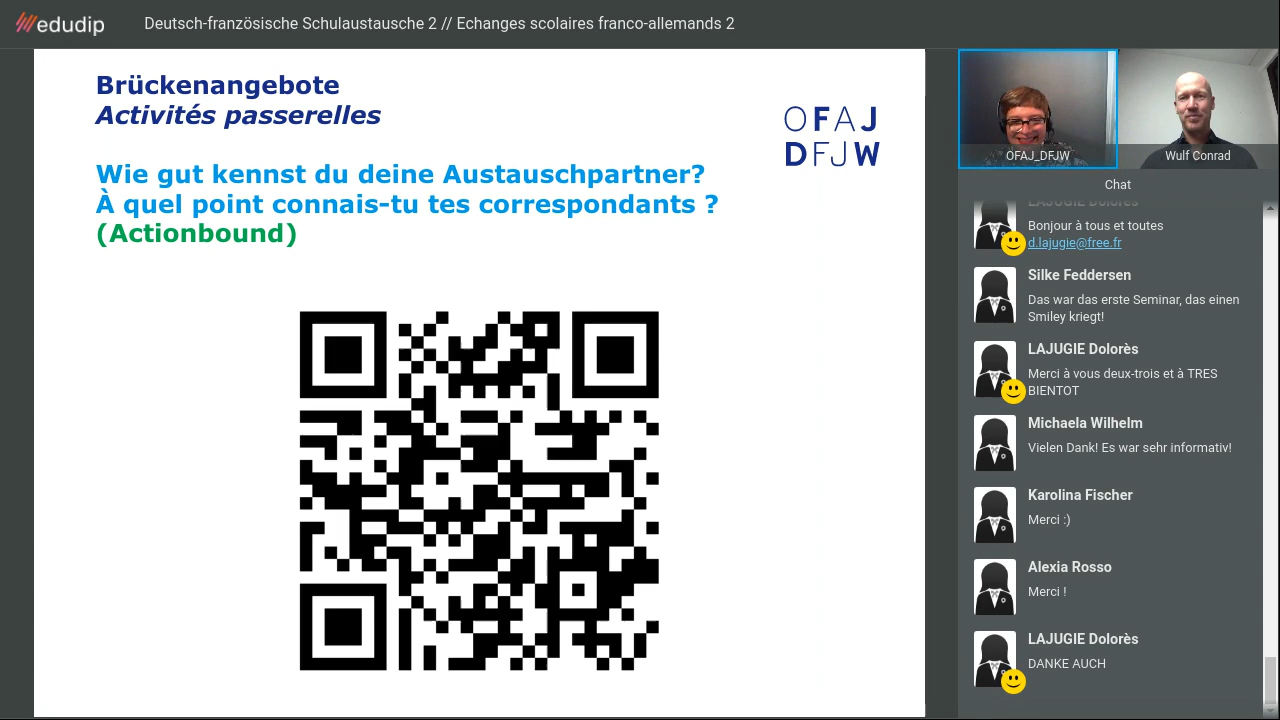 edudip
Deutsch-französische Schulaustausche 2 // Echanges scolaires franco-allemands 2
Brückenangebote
Activités passerelles
OFAJ
DFJW
Wie gut kennst du deine Austauschpartner?
À quel point connais-tu tes correspondants ?
(Actionbound)
OFAJ_DFJW
Wulf Conrad
Chat
LAJUGIE Dolorès
Bonjour à tous et toutes
d.lajugie@free.fr
Silke Feddersen
Das war das erste Seminar, das einen
Smiley kriegt!
LAJUGIE Dolorès
Merci à vous deux-trois et à TRES
BIENTOT
Michaela Wilhelm
Vielen Dank! Es war sehr informativ!
Karolina Fischer
Merci :)
Alexia Rosso
Merci !
LAJUGIE Dolorès
DANKE AUCH